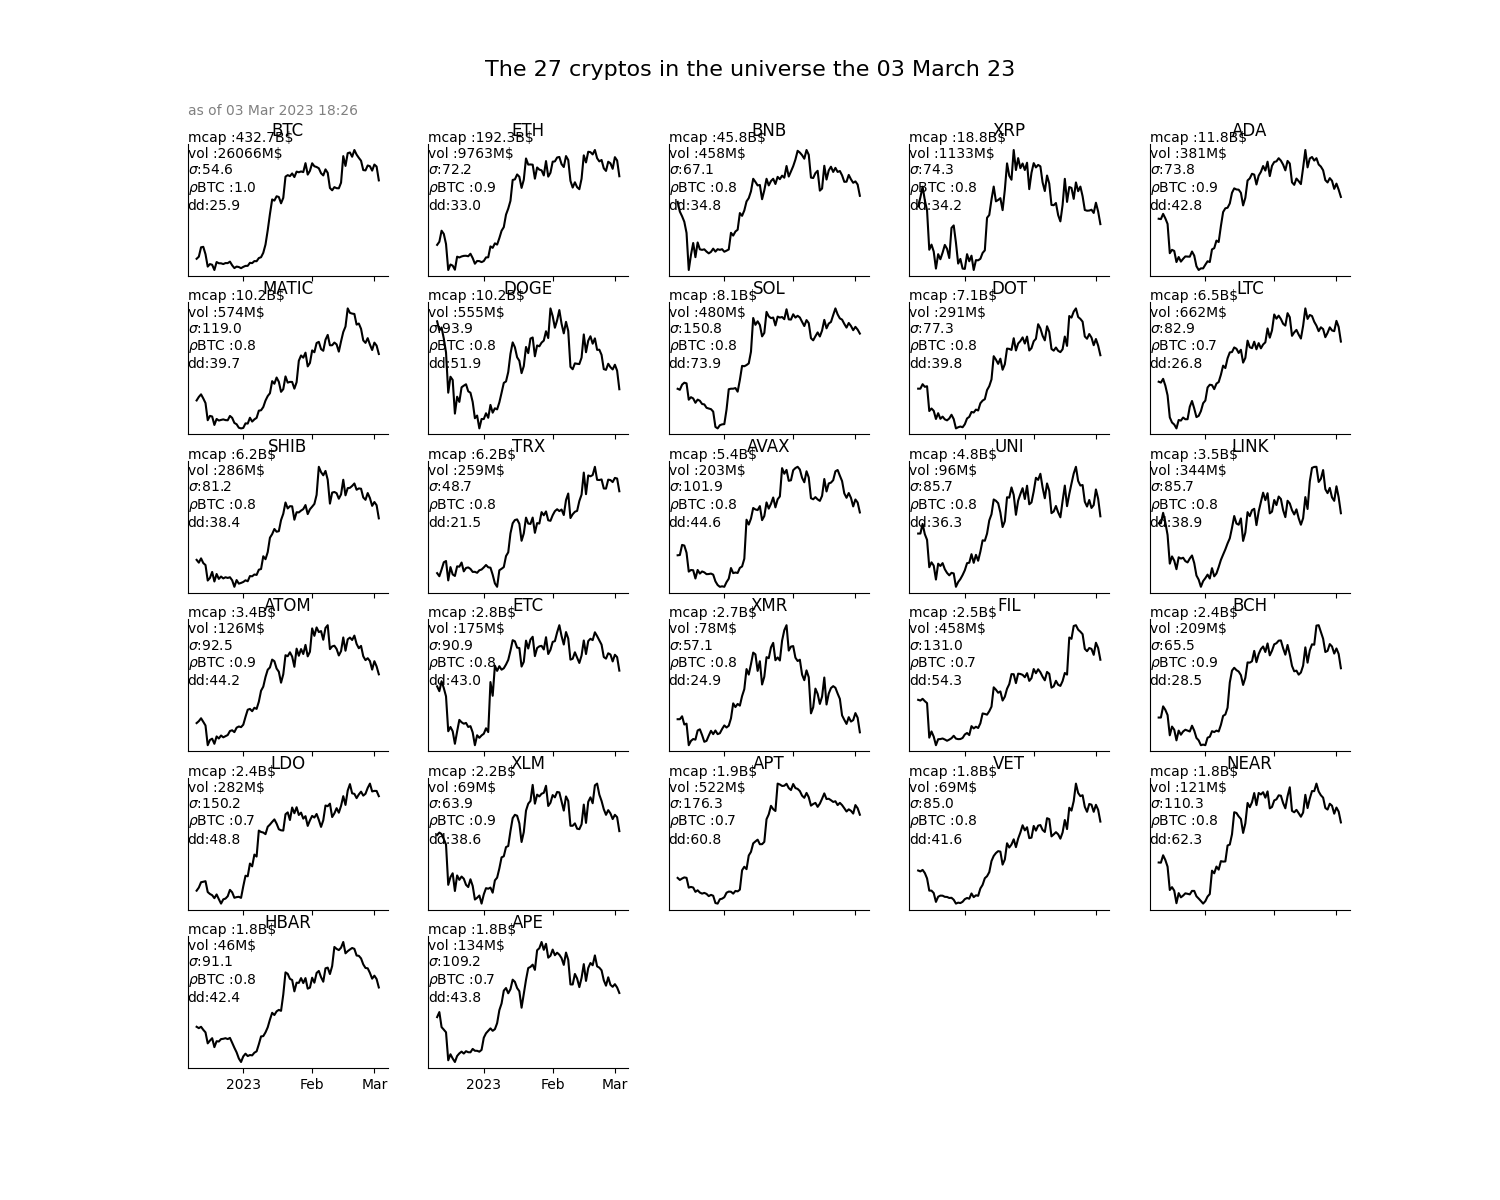 The 27 cryptos in the universe the 03 March 23
as of 03 Mar 2023 18:26
BTC
mcap :432.7B$
vol :26066M$
σ:54.6
ρBTC :1.0
dd:25.9
ETH
mcap :192.3B$
vol :9763M$
σ:72.2
ρBTC :0.9
dd:33.0
BNB
mcap :45.8B$
vol :458M$
σ:67.1
ρBTC :0.8
dd:34.8
XRP
mcap :18.8B$
vol :1133M$
σ:74.3
ρBTC :0.8
dd:34.2
ADA
mcap :11.8B$
vol :381M$
σ:73.8
ρBTC :0.9
dd:42.8
MATIC
mcap :10.2B$
vol :574M$
σ:119.0
ρBTC :0.8
dd:39.7
DOGE
mcap :10.2B$
vol :555M$
σ:93.9
ρBTC :0.8
dd:51.9
SOL
mcap :8.1B$
vol :480M$
σ:150.8
ρBTC :0.8
dd:73.9
DOT
mcap :7.1B$
vol :291M$
σ:77.3
ρBTC :0.8
dd:39.8
LTC
mcap :6.5B$
vol :662M$
σ:82.9
ρBTC :0.7
dd:26.8
SHIB
mcap :6.2B$
vol :286M$
σ:81.2
ρBTC :0.8
dd:38.4
TRX
mcap :6.2B$
vol :259M$
σ:48.7
ρBTC :0.8
dd:21.5
AVAX
mcap :5.4B$
vol :203M$
σ:101.9
ρBTC :0.8
dd:44.6
UNI
mcap :4.8B$
vol :96M$
σ:85.7
ρBTC :0.8
dd:36.3
LINK
mcap :3.5B$
vol :344M$
σ:85.7
ρBTC :0.8
dd:38.9
ATOM
mcap :3.4B$
vol :126M$
σ:92.5
ρBTC :0.9
dd:44.2
ETC
mcap :2.8B$
vol :175M$
σ:90.9
ρBTC :0.8
dd:43.0
XMR
mcap :2.7B$
vol :78M$
σ:57.1
ρBTC :0.8
dd:24.9
FIL
mcap :2.5B$
vol :458M$
σ:131.0
ρBTC :0.7
dd:54.3
BCH
mcap :2.4B$
vol :209M$
σ:65.5
ρBTC :0.9
dd:28.5
LDO
mcap :2.4B$
vol :282M$
σ:150.2
ρBTC :0.7
dd:48.8
XLM
mcap :2.2B$
vol :69M$
σ:63.9
ρBTC :0.9
dd:38.6
APT
mcap :1.9B$
vol :522M$
σ:176.3
ρBTC :0.7
dd:60.8
VET
mcap :1.8B$
vol :69M$
σ:85.0
ρBTC :0.8
dd:41.6
NEAR
mcap :1.8B$
vol :121M$
σ:110.3
ρBTC :0.8
dd:62.3
HBAR
mcap :1.8B$
vol :46M$
σ:91.1
ρBTC :0.8
dd:42.4
APE
mcap :1.8B$
vol :134M$
σ:109.2
ρBTC :0.7
dd:43.8
2023 Feb Mar
2023 Feb Mar